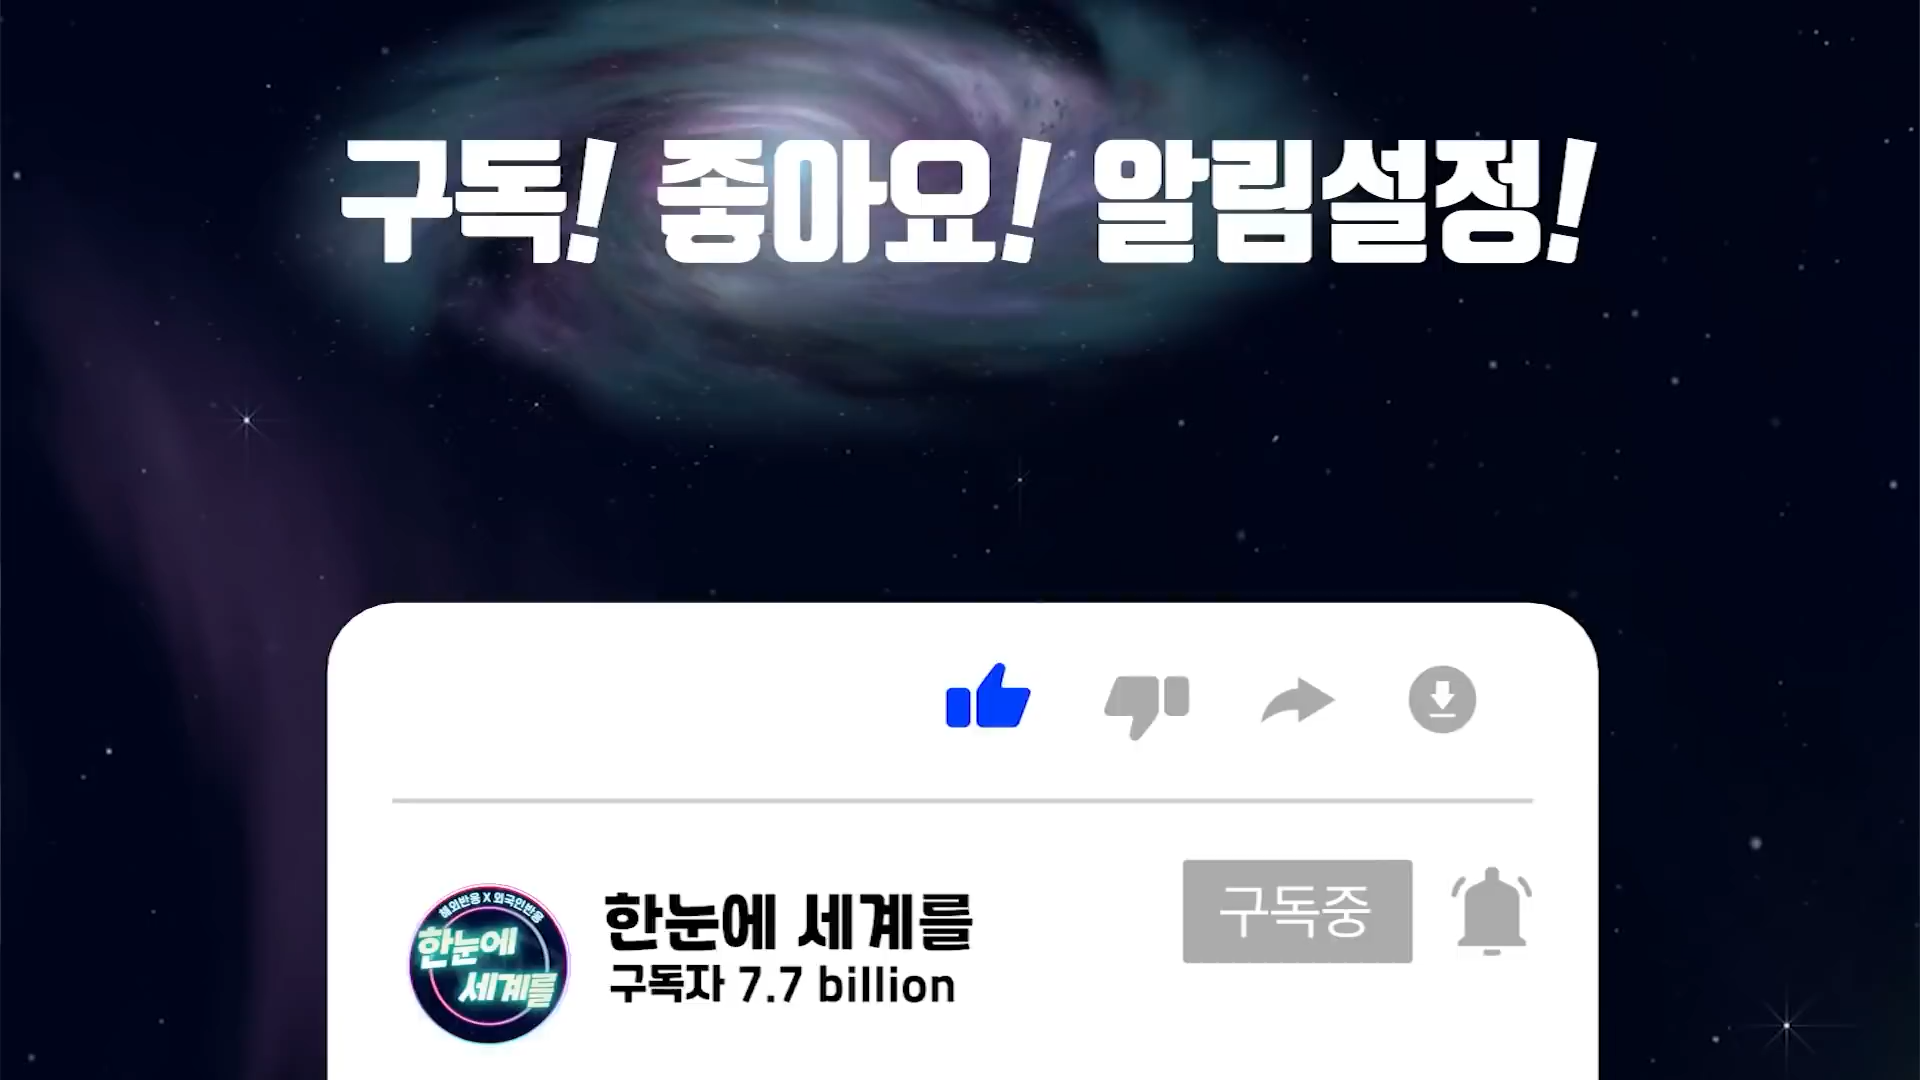 구독! 좋아요! 알림설정!
해외반응 X 외국인반응
한눈에
세계를
한눈에 세계를
구독자 7.7 billion
구독중